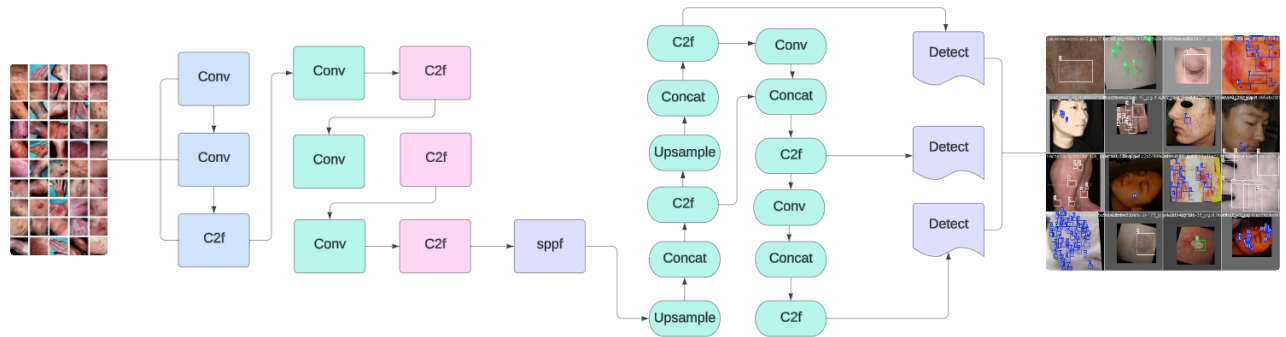 Conv
Conv
C2f
Conv
C2f
Conv
C2f
Conv
C2f
sppf
Upsample
Concat
C2f
Upsample
Concat
C2f
Conv
Concat
C2f
Conv
Concat
C2f
Detect
Detect
Detect